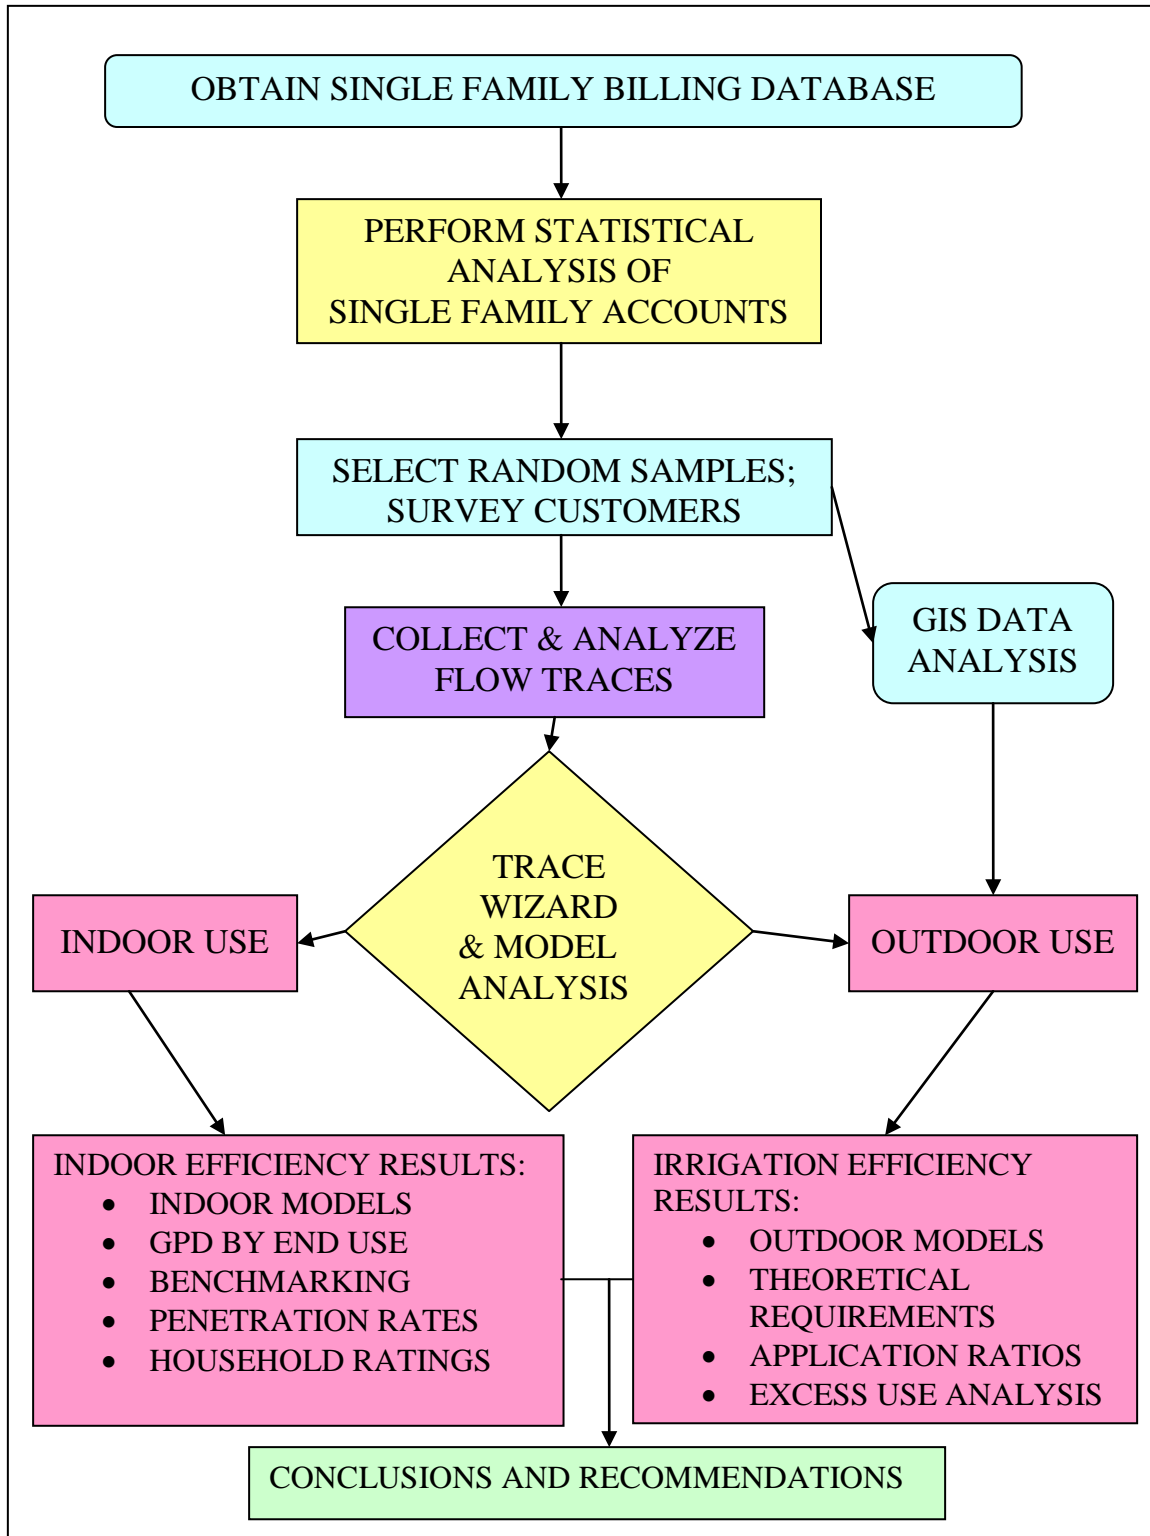 OBTAIN SINGLE FAMILY BILLING DATABASE
PERFORM STATISTICAL
ANALYSIS OF
SINGLE FAMILY ACCOUNTS
SELECT RANDOM SAMPLES;
SURVEY CUSTOMERS
COLLECT & ANALYZE
FLOW TRACES
GIS DATA
ANALYSIS
TRACE
WIZARD
& MODEL
ANALYSIS
INDOOR USE
OUTDOOR USE
INDOOR EFFICIENCY RESULTS:
• INDOOR MODELS
• GPD BY END USE
• BENCHMARKING
• PENETRATION RATES
• HOUSEHOLD RATINGS
IRRIGATION EFFICIENCY
RESULTS:
• OUTDOOR MODELS
• THEORETICAL
REQUIREMENTS
• APPLICATION RATIOS
• EXCESS USE ANALYSIS
CONCLUSIONS AND RECOMMENDATIONS